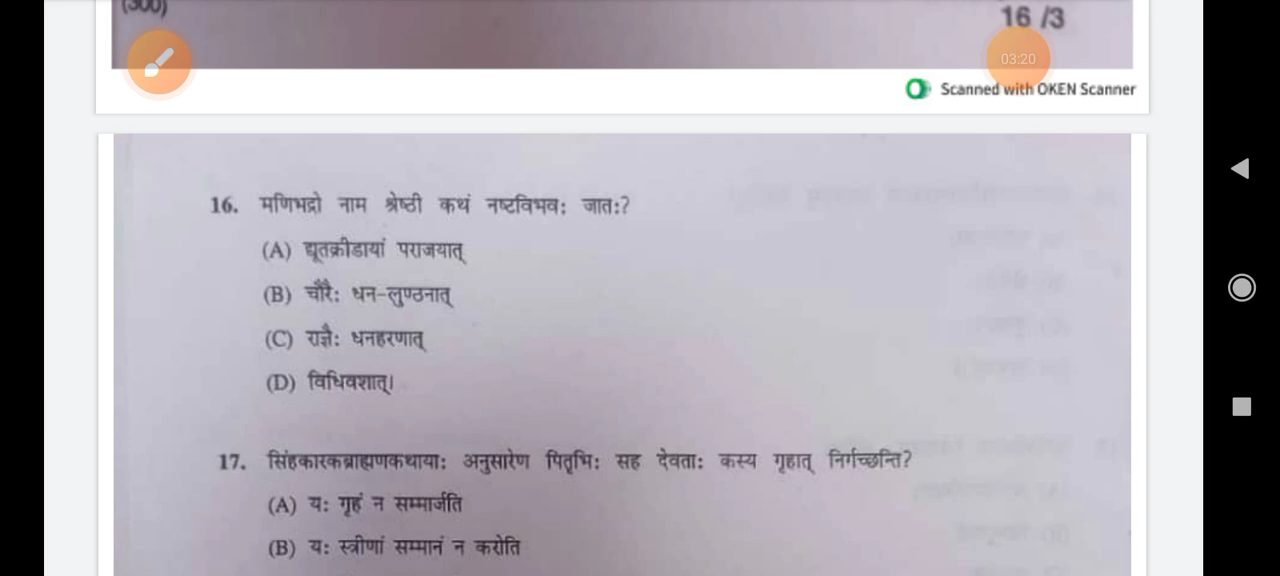 (300)
16 /3
03:20
Scanned with OKEN Scanner
16. मणिभद्रो नाम श्रेष्ठी कथं नष्टविभवः जातः?
(A) द्यूतक्रीडायां पराजयात्
(B) चौरैः धन-लुण्ठनात्
(C) राज्ञैः धनहरणात्
(D) विधिवशात्।
17. सिंहकारकब्राह्मणकथायाः अनुसारेण पितृभिः सह देवताः कस्य गृहात् निर्गच्छन्ति?
(A) यः गृहं न सम्मार्जति
(B) यः स्त्रीणां सम्मानं न करोति